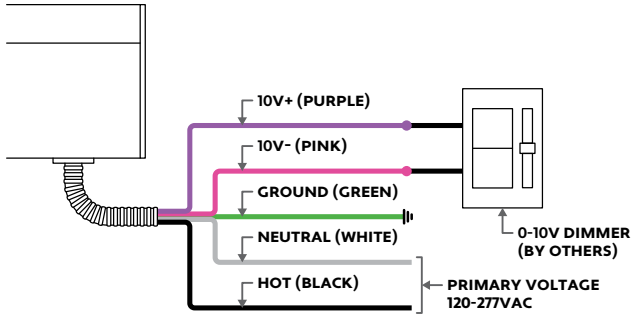 10V+ (PURPLE)
10V- (PINK)
GROUND (GREEN)
NEUTRAL (WHITE)
HOT (BLACK)
0-10V DIMMER
(BY OTHERS)
PRIMARY VOLTAGE
120-277VAC